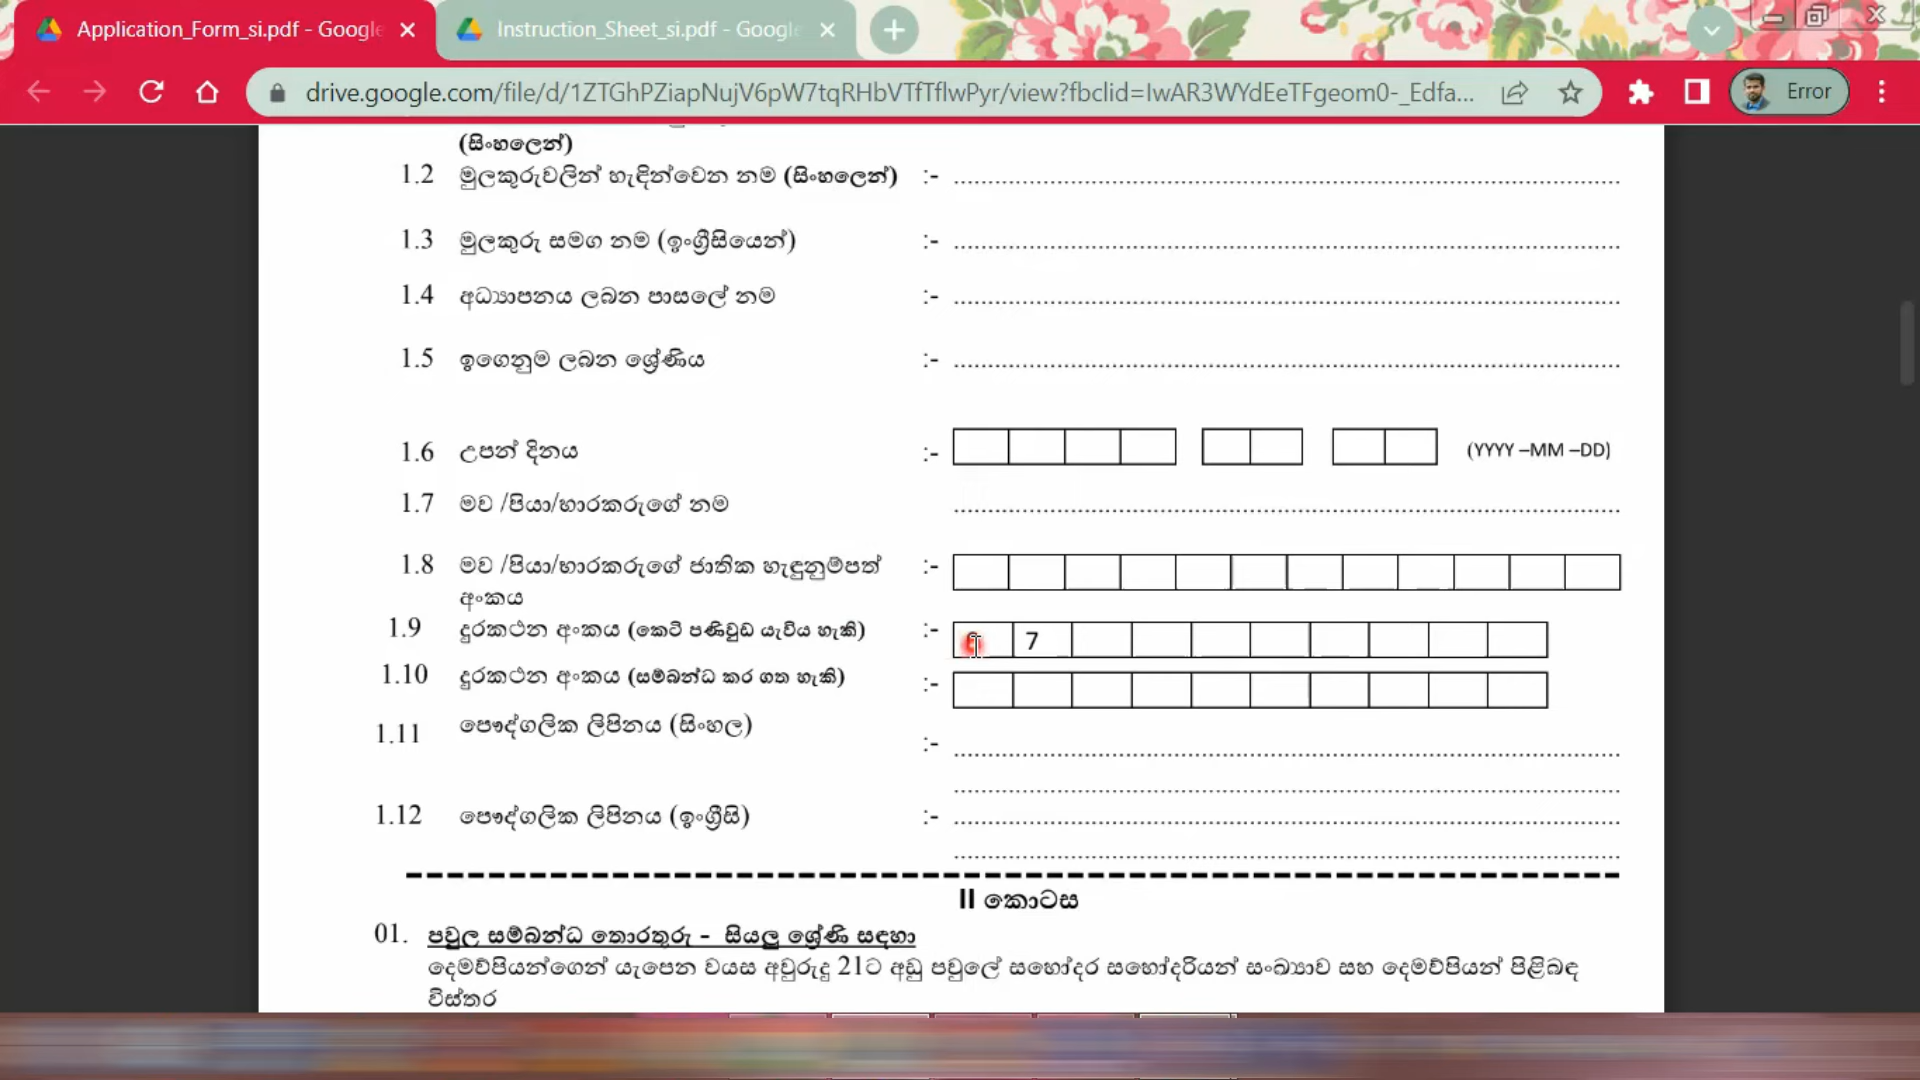 Application_Form_si.pdf - Google
Instruction_Sheet_si.pdf - Googl
drive.google.com/file/d/1ZTGhPZiapNujV6pW7tqRHbVTfTflwPyr/view?fbclid=IwAR3WYdEeTFgeom0-_Edfa...
Error
(සිංහලෙන්)
1.2 මුලකුරුවලින් හැඳින්වෙන නම (සිංහලෙන්) :- ................................................................
1.3 මුලකුරු සමග නම (ඉංග්‍රීසියෙන්) :- ................................................................
1.4 අධ්‍යාපනය ලබන පාසලේ නම :- ................................................................
1.5 ඉගෙනුම ලබන ශ්‍රේණිය :- ................................................................
1.6 උපන් දිනය :- (YYYY –MM –DD)
1.7 මව /පියා/භාරකරුගේ නම ................................................................
1.8 මව /පියා/භාරකරුගේ ජාතික හැඳුනුම්පත් :-
අංකය
1.9 දුරකථන අංකය (කෙටි පණිවුඩ යැවිය හැකි) :- 7
1.10 දුරකථන අංකය (සම්බන්ධ කර ගත හැකි) :-
1.11 පෞද්ගලික ලිපිනය (සිංහල) :- ................................................................
................................................................
1.12 පෞද්ගලික ලිපිනය (ඉංග්‍රීසි) :- ................................................................
................................................................
II කොටස
01. පවුල සම්බන්ධ තොරතුරු - සියලු ශ්‍රේණි සඳහා
දෙමව්පියන්ගෙන් යැපෙන වයස අවුරුදු 21ට අඩු පවුලේ සහෝදර සහෝදරියන් සංඛ්‍යාව සහ දෙමව්පියන් පිළිබඳ
විස්තර